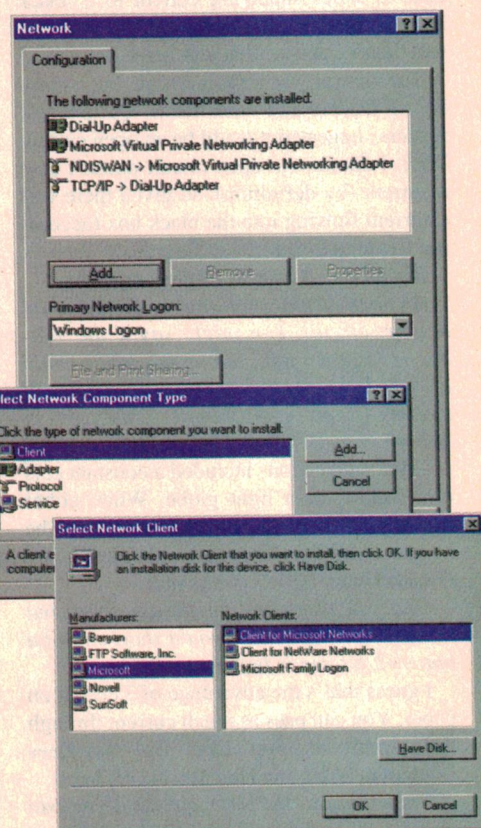 Network
Configuration
The following network components are installed:
Dial-Up Adapter
Microsoft Virtual Private Networking Adapter
NDISWAN -> Microsoft Virtual Private Networking Adapter
TCP/IP -> Dial-Up Adapter
Add... Remove Properties
Primary Network Logon:
Windows Logon
File and Print Sharing...
lect Network Component Type
Click the type of network component you want to install:
Client
Adapter
Protocol
Service
Add...
Cancel
A client e
computer
Select Network Client
Click the Network Client that you want to install, then click OK. If you have
an installation disk for this device, click Have Disk.
Manufacturers:
Banyan
FTP Software, Inc.
Microsoft
Novell
SunSoft
Network Clients:
Client for Microsoft Networks
Client for NetWare Networks
Microsoft Family Logon
Have Disk...
OK Cancel